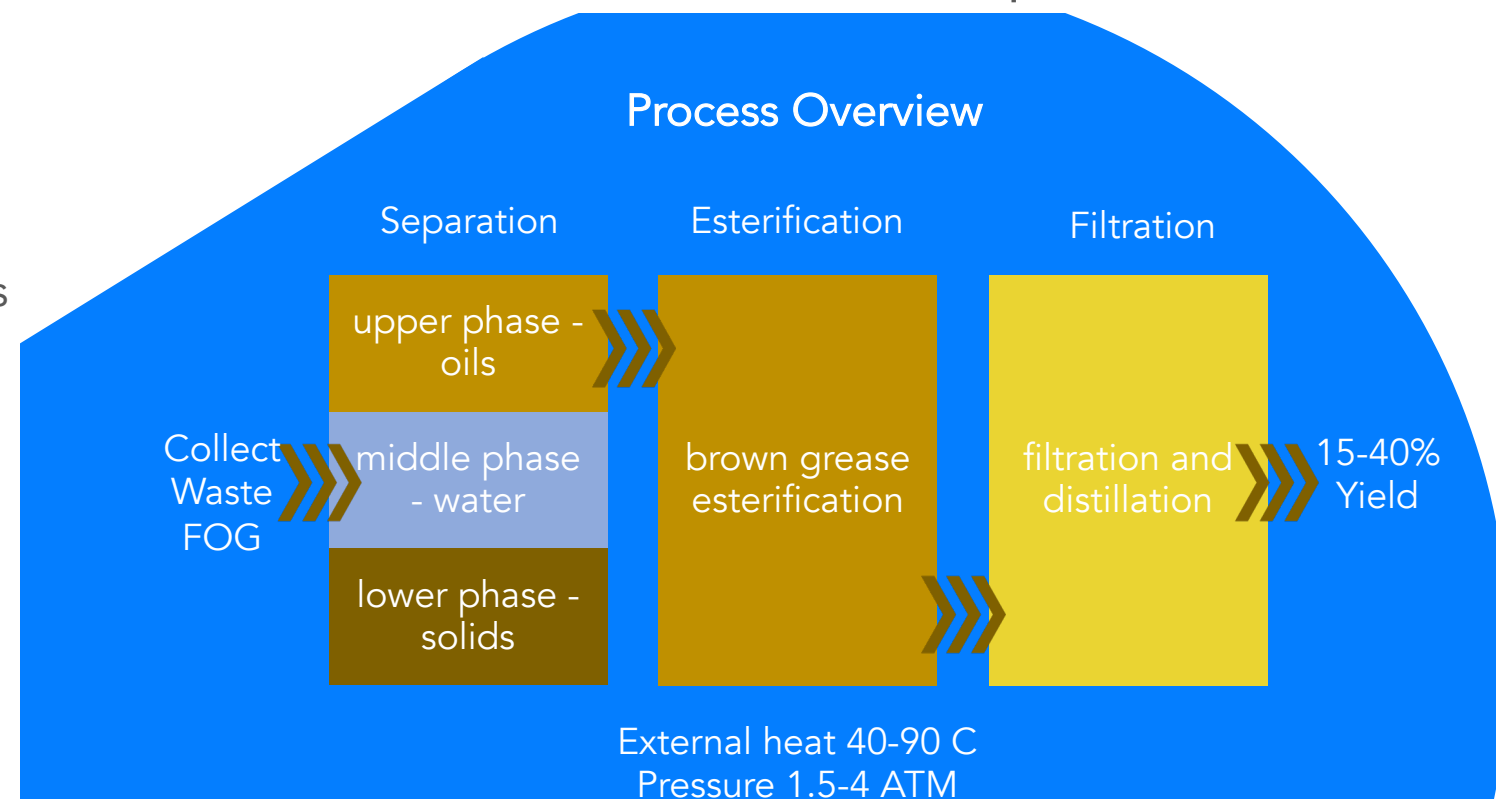 Process Overview
Separation
Esterification
Filtration
s
Collect
Waste
FOG
upper phase -
oils
middle phase
- water
lower phase -
solids
brown grease
esterification
filtration and
distillation
15-40%
Yield
External heat 40-90 C
Pressure 1.5-4 ATM